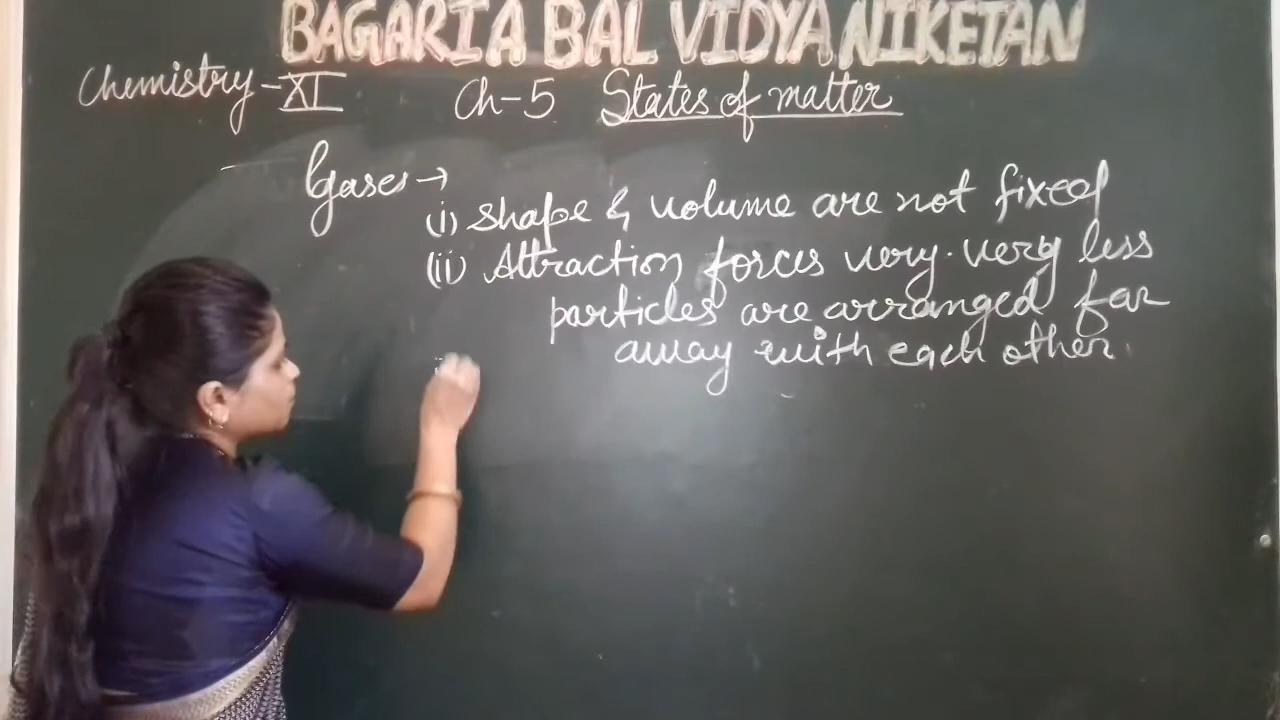 BAGARIA BAL VIDYA NIKETAN
Chemistry-XI Ch-5 States of matter
Gases →
(i) shape & volume are not fixed
(ii) Attraction forces very. very less
particles are arranged far
away with each other.